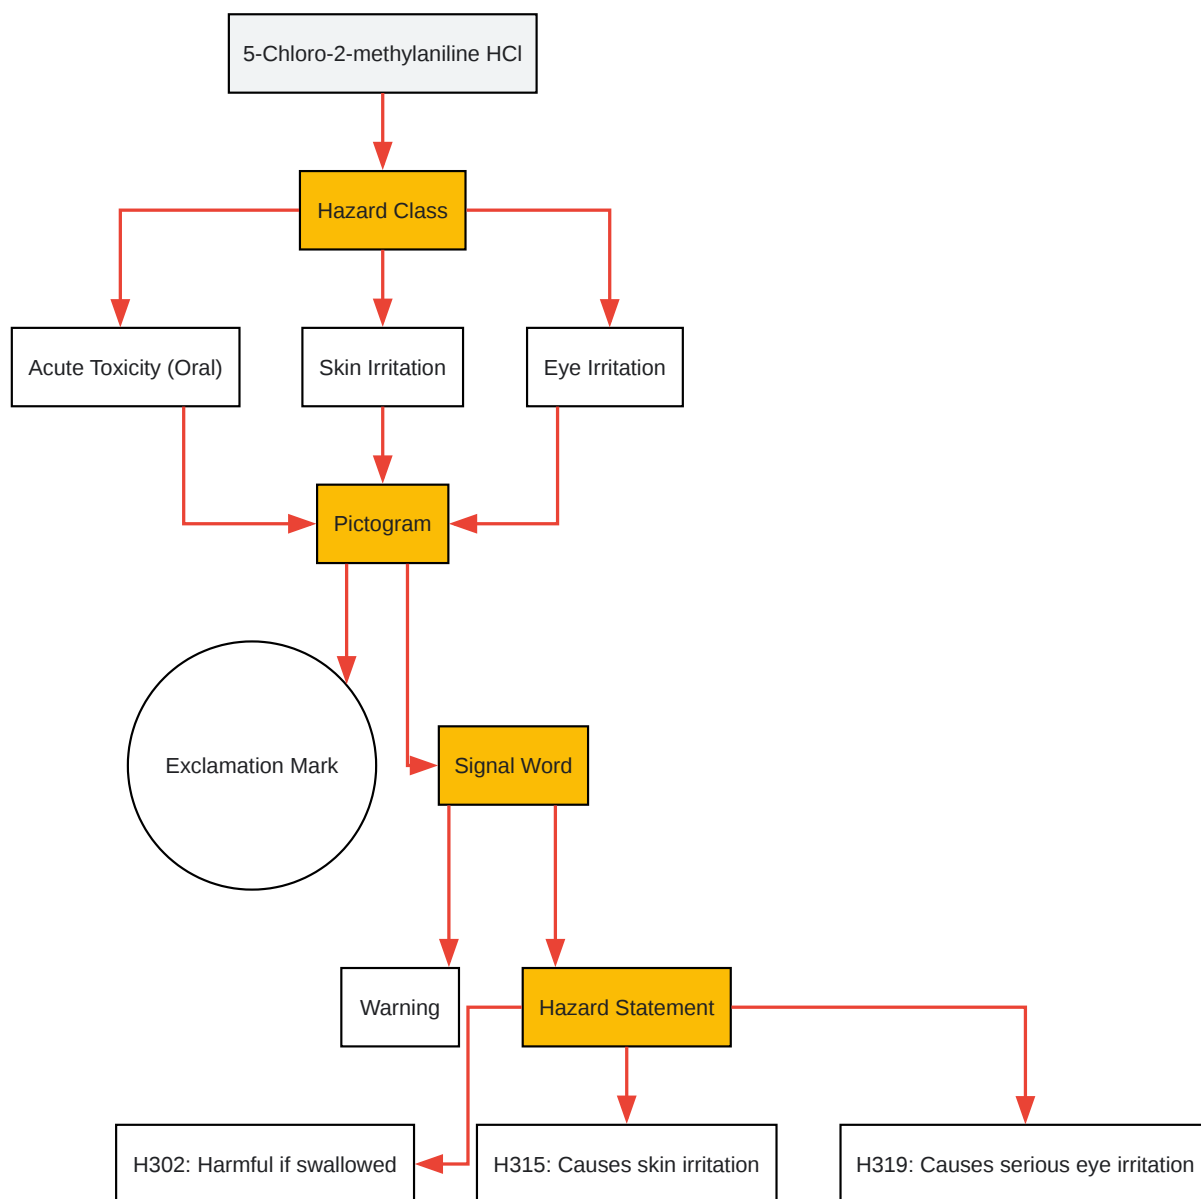 5-Chloro-2-methylaniline HCl
Hazard Class
Acute Toxicity (Oral)
Skin Irritation
Eye Irritation
Pictogram
Exclamation Mark
Signal Word
Warning
Hazard Statement
H302: Harmful if swallowed
H315: Causes skin irritation
H319: Causes serious eye irritation